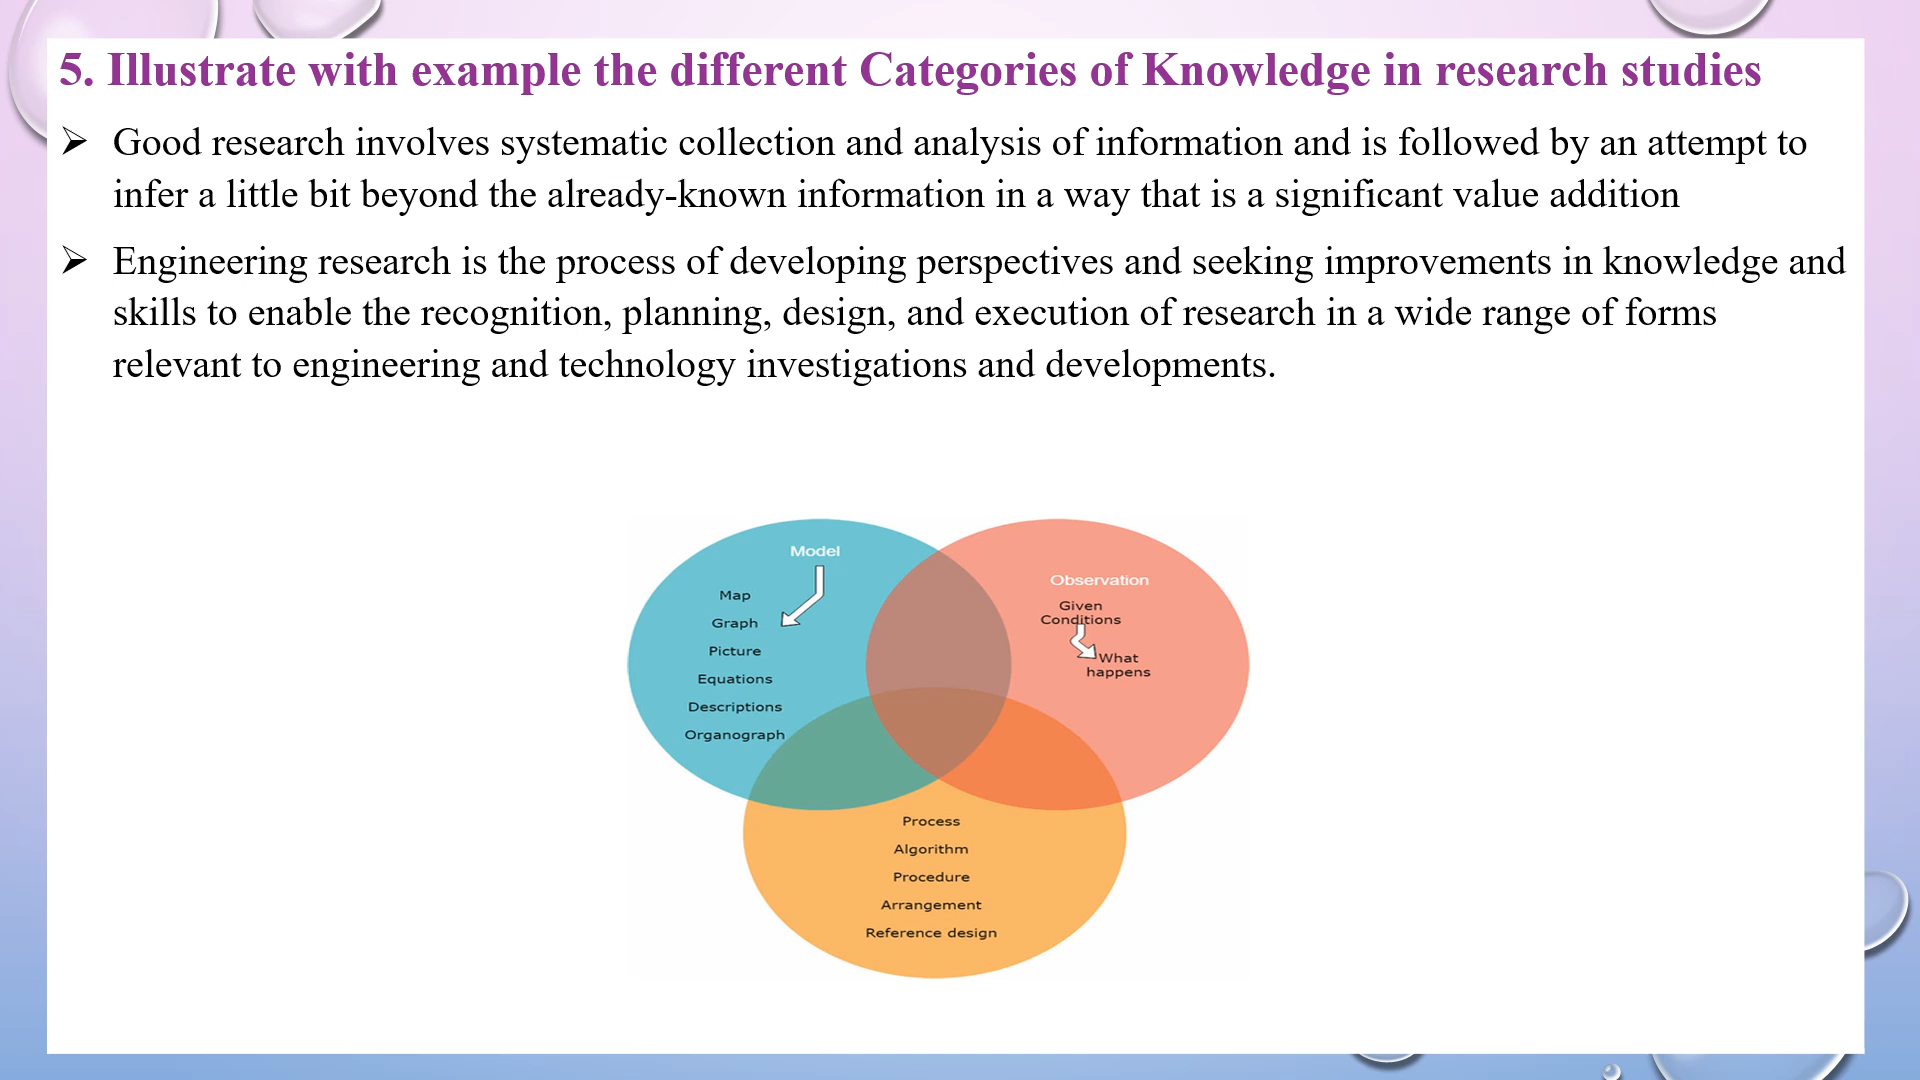 5. Illustrate with example the different Categories of Knowledge in research studies
➢ Good research involves systematic collection and analysis of information and is followed by an attempt to
infer a little bit beyond the already-known information in a way that is a significant value addition
➢ Engineering research is the process of developing perspectives and seeking improvements in knowledge and
skills to enable the recognition, planning, design, and execution of research in a wide range of forms
relevant to engineering and technology investigations and developments.
Model
Map
Graph
Picture
Equations
Descriptions
Organograph
Observation
Given
Conditions
What
happens
Process
Algorithm
Procedure
Arrangement
Reference design